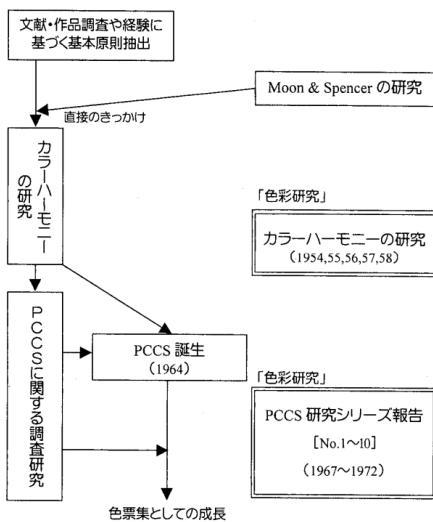 文献・作品調査や経験に
基づく基本原則抽出
Moon & Spencer の研究
直接のきっかけ
カラーハーモニー
の研究
「色彩研究」
カラーハーモニーの研究
(1954,55,56,57,58)
PCCSに関する調査研究
PCCS 誕生
(1964)
「色彩研究」
PCCS 研究シリーズ報告
[No.1〜10]
(1967〜1972)
色票集としての成長